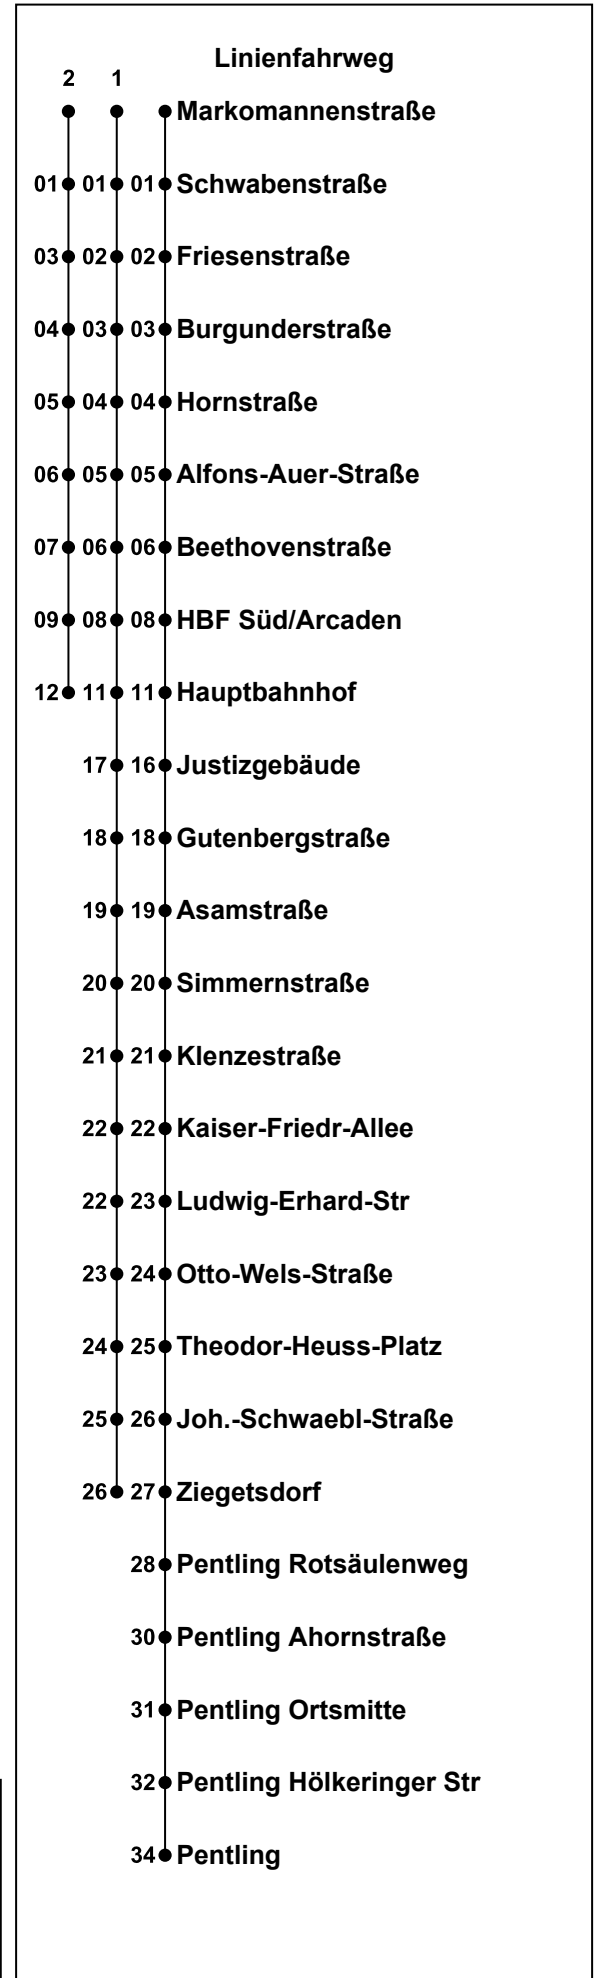 Linienfahrweg
2 1
Markomannenstraße
01 01 01 Schwabenstraße
03 02 02 Friesenstraße
04 03 03 Burgunderstraße
05 04 04 Hornstraße
06 05 05 Alfons-Auer-Straße
07 06 06 Beethovenstraße
09 08 08 HBF Süd/Arcaden
12 11 11 Hauptbahnhof
17 16 Justizgebäude
18 18 Gutenbergstraße
19 19 Asamstraße
20 20 Simmernstraße
21 21 Klenzestraße
22 22 Kaiser-Friedr-Allee
22 23 Ludwig-Erhard-Str
23 24 Otto-Wels-Straße
24 25 Theodor-Heuss-Platz
25 26 Joh.-Schwaebl-Straße
26 27 Ziegetsdorf
28 Pentling Rotsäulenweg
30 Pentling Ahornstraße
31 Pentling Ortsmitte
32 Pentling Hölkeringer Str
34 Pentling